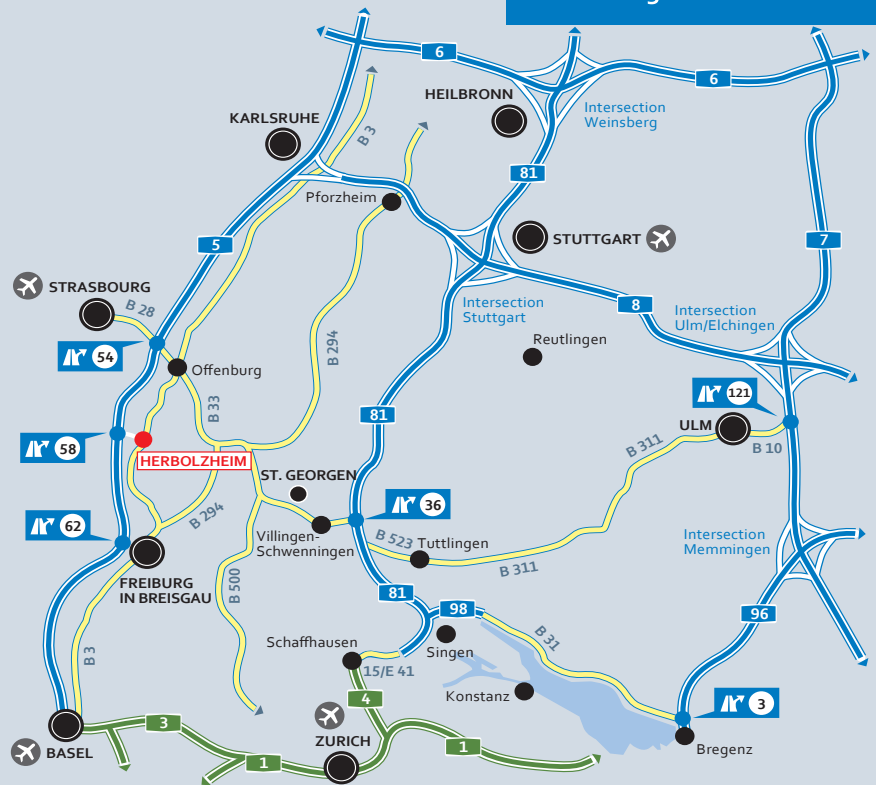 6
6
HEILBRONN
Intersection
Weinsberg
KARLSRUHE
B 3
81
Pforzheim
5
STUTTGART
7
STRASBOURG
B 28
Intersection
Stuttgart
8
Intersection
Ulm/Elchingen
54
Offenburg
B 294
Reutlingen
B 33
81
121
ULM
B 311
B 10
58
HERBOLZHEIM
ST. GEORGEN
36
62
B 294
Villingen-
Schwenningen
B 523
Tuttlingen
B 311
Intersection
Memmingen
FREIBURG
IN BREISGAU
B 500
81
98
96
B 3
Schaffhausen
Singen
B 31
15/E 41
Konstanz
4
3
3
BASEL
ZURICH
1
1
Bregenz